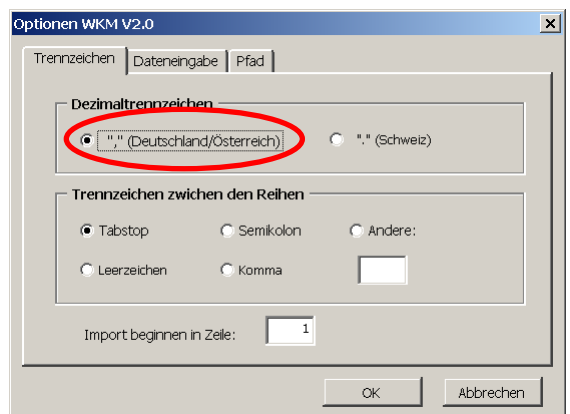 Optionen WKM V2.0
Trennzeichen Dateneingabe Pfad
Dezimaltrennzeichen
"," (Deutschland/Österreich) "." (Schweiz)
Trennzeichen zwichen den Reihen
Tabstop Semikolon Andere:
Leerzeichen Komma
Import beginnen in Zeile: 1
OK Abbrechen